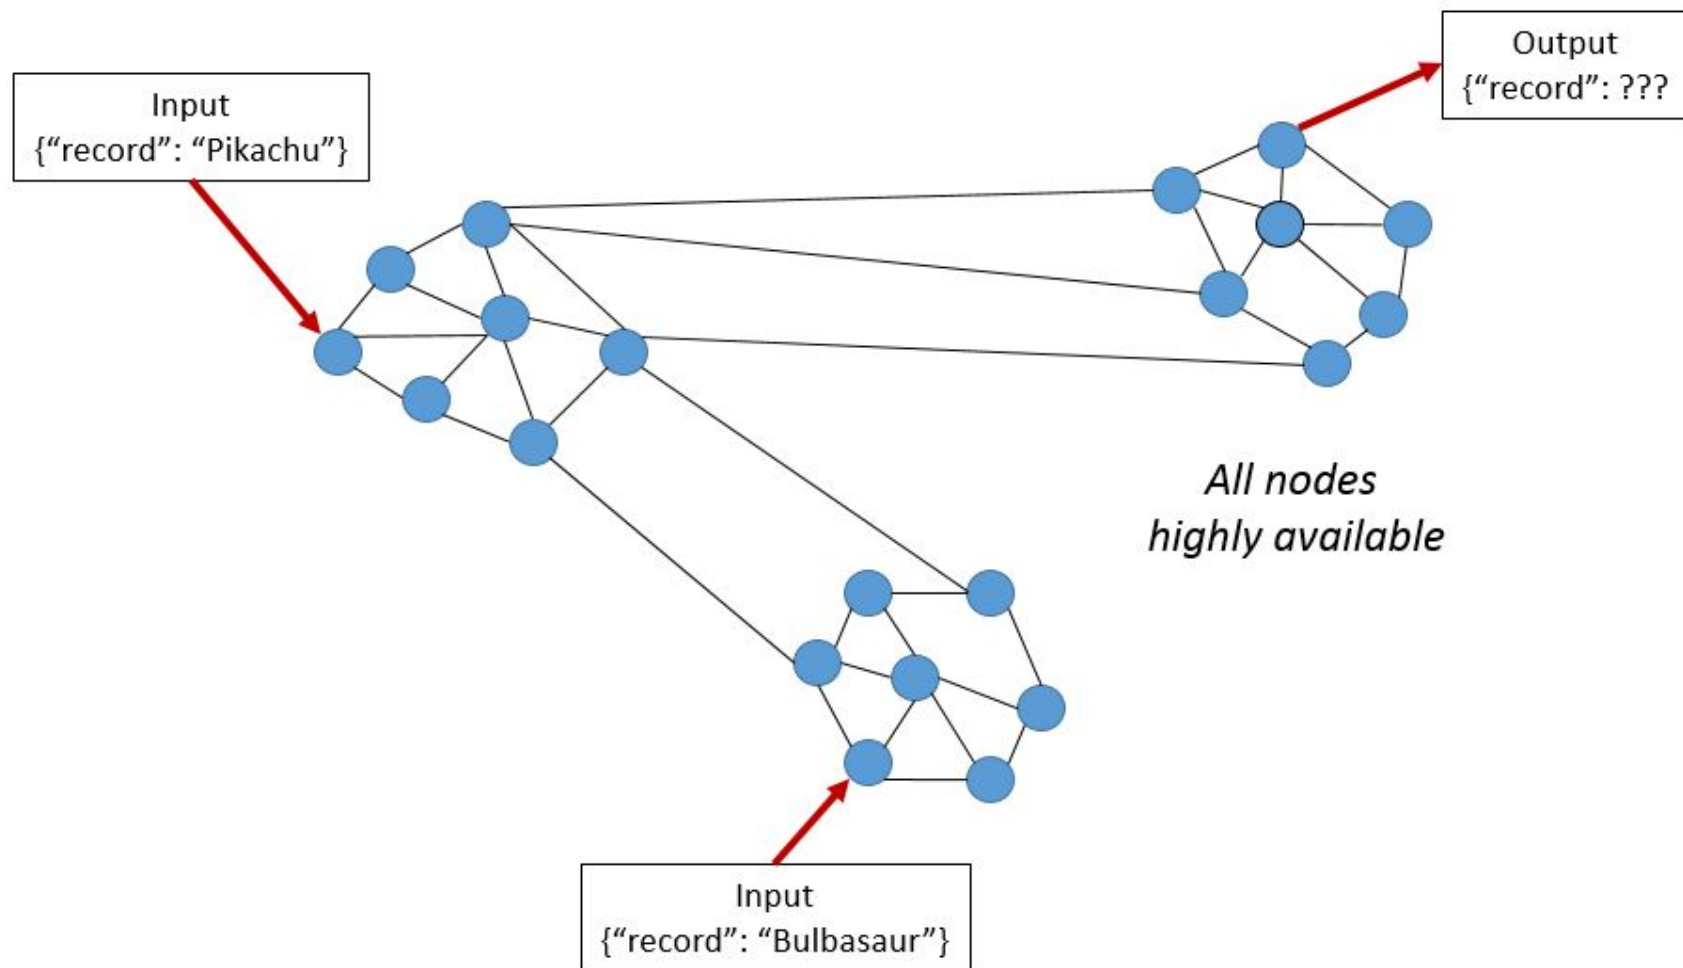 Input
{“record”: “Pikachu”}
Output
{“record”: ???
All nodes
highly available
Input
{“record”: “Bulbasaur”}